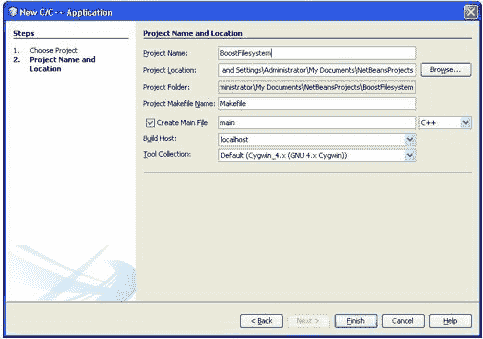 New C/C++ Application
Steps
1. Choose Project
2. Project Name and
Location
Project Name and Location
Project Name: BoostFilesystem
Project Location: and Settings\Administrator\My Documents\NetBeansProjects Browse...
Project Folder: ministrator\My Documents\NetBeansProjects\BoostFilesystem
Project Makefile Name: Makefile
Create Main File main C++
Build Host: localhost
Tool Collection: Default (Cygwin_4.x (GNU 4.x Cygwin))
< Back Next > Finish Cancel Help